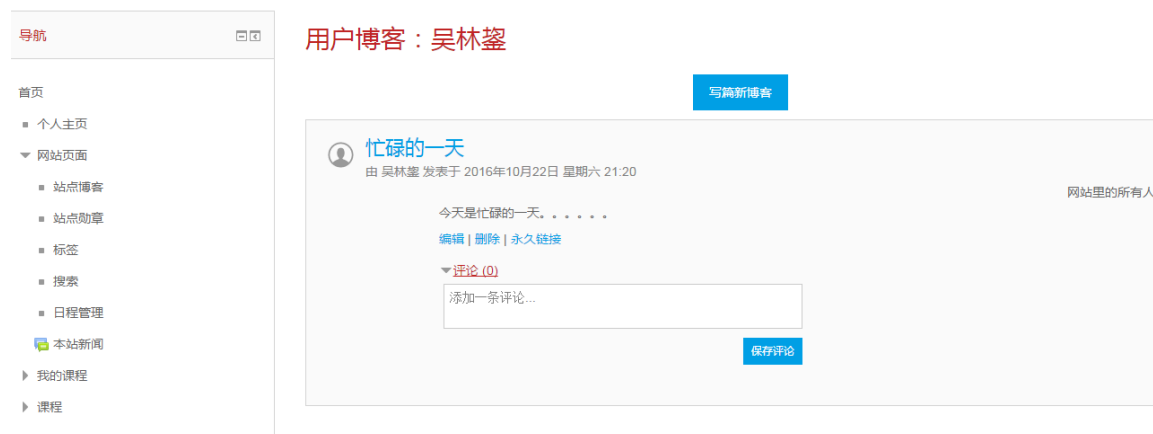 导航
首页
个人主页
网站页面
站点博客
站点勋章
标签
搜索
日程管理
本站新闻
我的课程
课程
用户博客：吴林鋆
写篇新博客
忙碌的一天
由 吴林鋆 发表于 2016年10月22日 星期六 21:20
网站里的所有人
今天是忙碌的一天。。。。。。
编辑 | 删除 | 永久链接
评论 (0)
添加一条评论...
保存评论